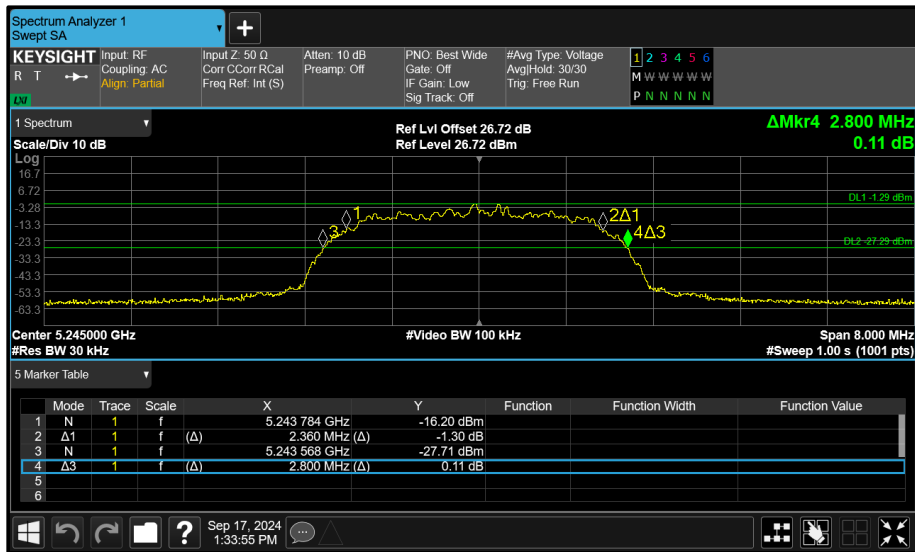 Spectrum Analyzer 1
Swept SA
KEYSIGHT
R T
LXI
Input: RF
Coupling: AC
Align: Partial
Input Z: 50 Ω
Corr CCorr RCal
Freq Ref: Int (S)
Atten: 10 dB
Preamp: Off
PNO: Best Wide
Gate: Off
IF Gain: Low
Sig Track: Off
#Avg Type: Voltage
Avg|Hold: 30/30
Trig: Free Run
1 2 3 4 5 6
M W W W W W
P N N N N N
1 Spectrum
Scale/Div 10 dB
Ref Lvl Offset 26.72 dB
Ref Level 26.72 dBm
ΔMkr4 2.800 MHz
0.11 dB
Log
16.7
6.72
-3.28
-13.3
-23.3
-33.3
-43.3
-53.3
-63.3
DL1 -1.29 dBm
DL2 -27.29 dBm
1
2Δ1
3
4Δ3
Center 5.245000 GHz
#Res BW 30 kHz
#Video BW 100 kHz
Span 8.000 MHz
#Sweep 1.00 s (1001 pts)
5 Marker Table
Mode Trace Scale X Y Function Function Width Function Value
1 N 1 f 5.243 784 GHz -16.20 dBm
2 Δ1 1 f (Δ) 2.360 MHz (Δ) -1.30 dB
3 N 1 f 5.243 568 GHz -27.71 dBm
4 Δ3 1 f (Δ) 2.800 MHz (Δ) 0.11 dB
5
6
?
Sep 17, 2024
1:33:55 PM